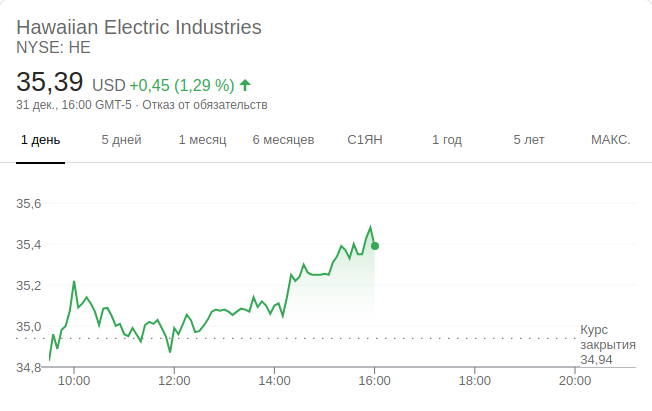 Hawaiian Electric Industries
NYSE: HE
35,39 USD +0,45 (1,29 %)
31 дек., 16:00 GMT-5 · Отказ от обязательств
1 день 5 дней 1 месяц 6 месяцев С1ЯН 1 год 5 лет МАКС.
35,6
35,4
35,2
35,0
Курс
закрытия
34,94
34,8
10:00 12:00 14:00 16:00 18:00 20:00